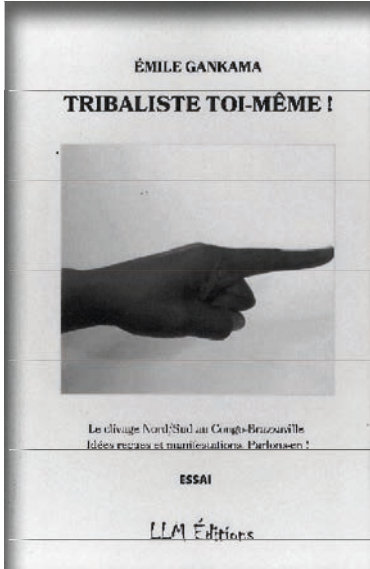 ÉMILE GANKAMA
TRIBALISTE TOI-MÊME !
Le clivage Nord/Sud au Congo-Brazzaville
Idées reçues et manifestations. Parlons-en !
ESSAI
LLM Éditions